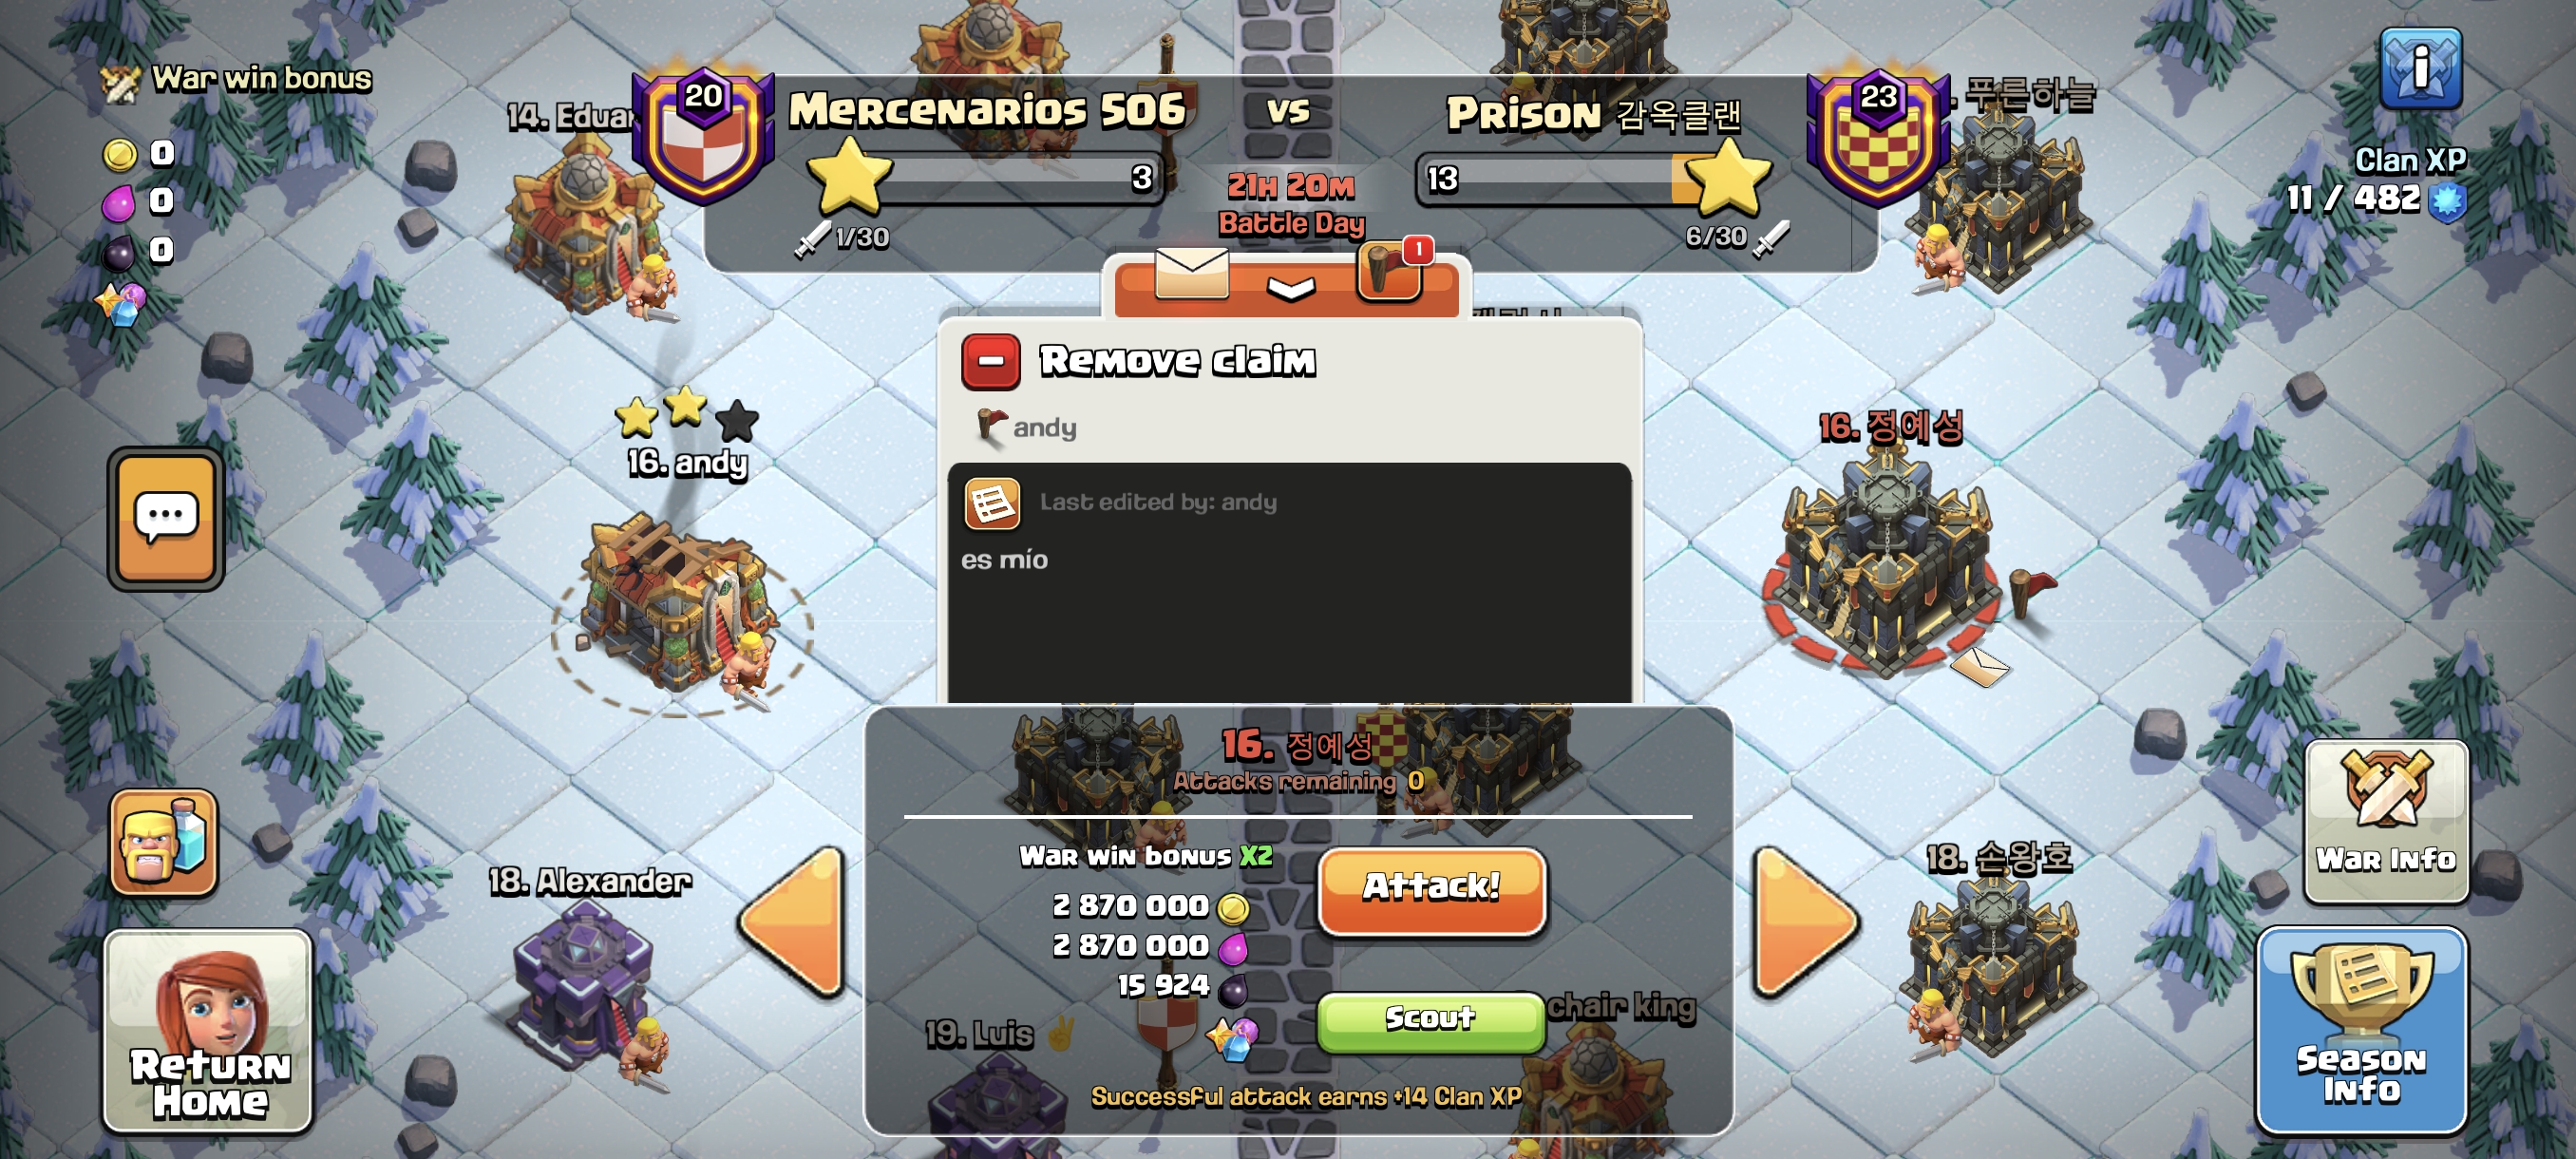 War win bonus
0
0
0
14. Eduar
20
Mercenarios 506
vs
Prison 감옥클랜
23
. 푸른하늘
3
21H 20M
13
Battle Day
1/30
6/30
Clan XP
11 / 482
1
Remove claim
andy
Last edited by: andy
es mío
16. andy
16. 정예성
16. 정예성
Attacks remaining 0
War win bonus X2
2 870 000
2 870 000
15 924
Attack!
Scout
Successful attack earns +14 Clan XP
18. Alexander
19. Luis ✌
chair king
18. 손왕호
War Info
Season
Info
Return
Home